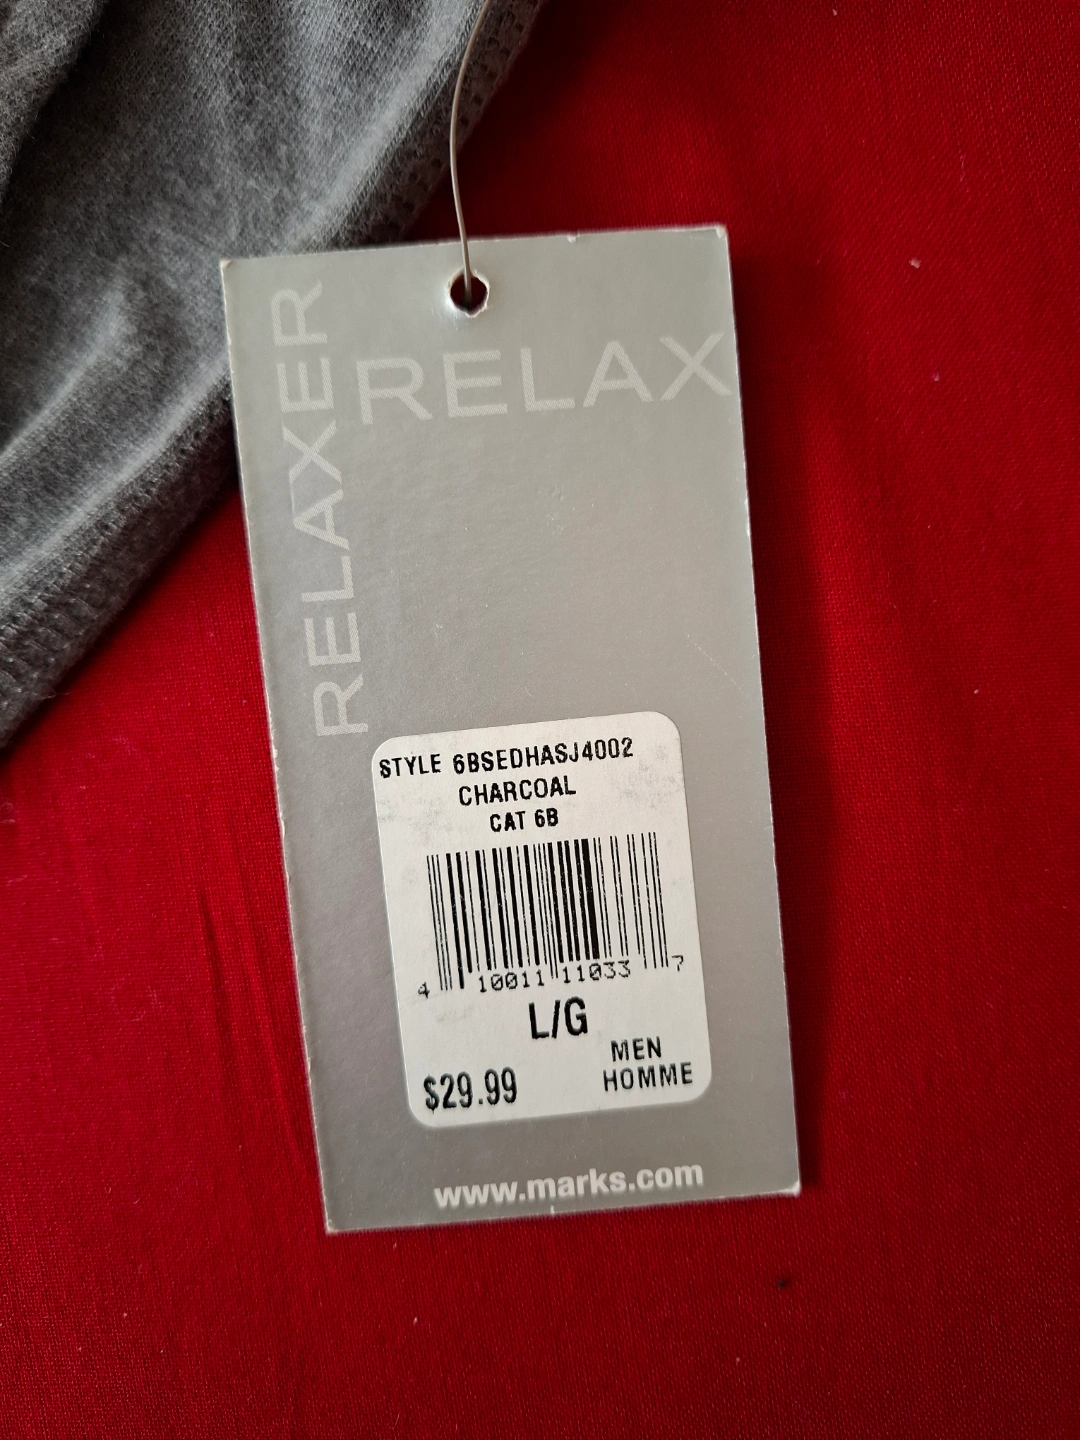 RELAXER
RELAX
STYLE 6BSEDHASJ4002
CHARCOAL
CAT 6B
4 10011 11033 7
L/G
MEN
$29.99 HOMME
www.marks.com